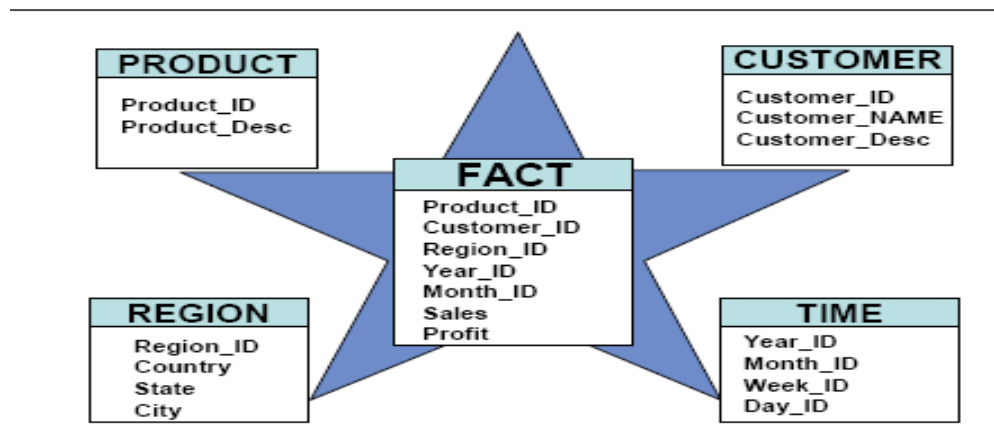 PRODUCT
Product_ID
Product_Desc
CUSTOMER
Customer_ID
Customer_NAME
Customer_Desc
FACT
Product_ID
Customer_ID
Region_ID
Year_ID
Month_ID
Sales
Profit
REGION
Region_ID
Country
State
City
TIME
Year_ID
Month_ID
Week_ID
Day_ID